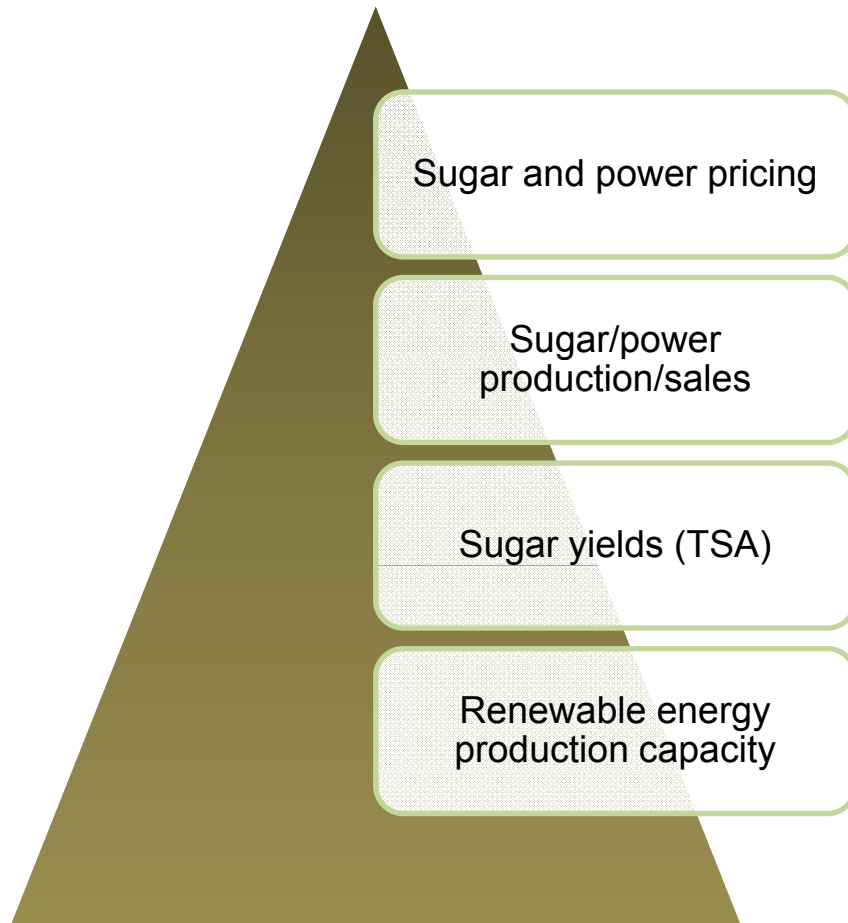 Sugar and power pricing
Sugar/power
production/sales
Sugar yields (TSA)
Renewable energy
production capacity